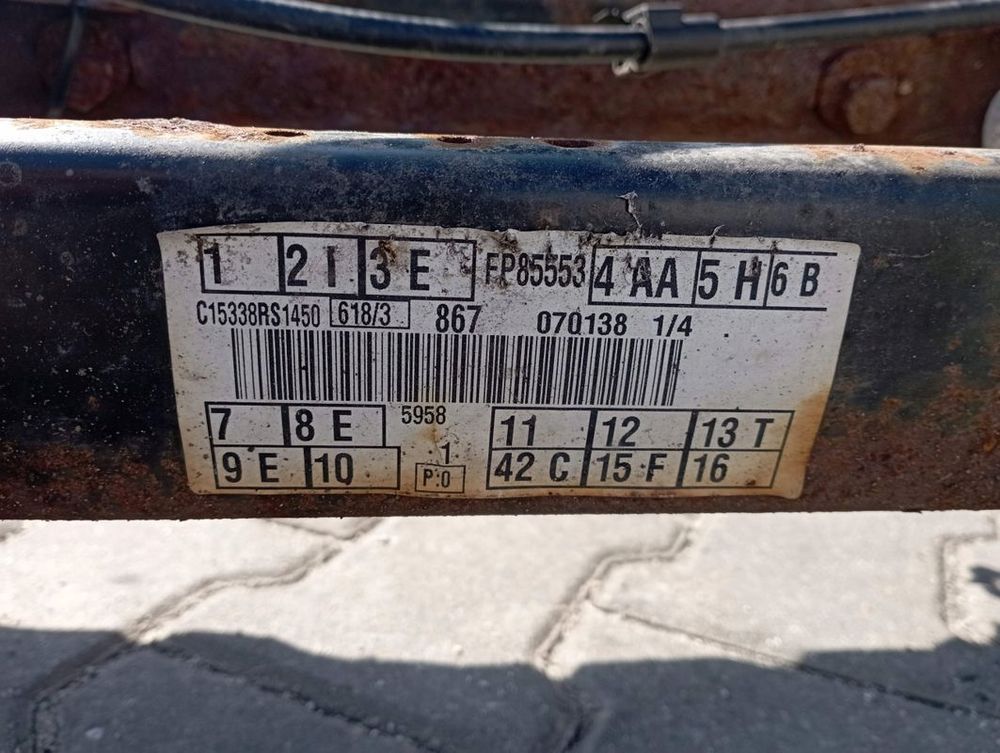 1 2 I 3 E FP85553 4 AA 5 H 6 B
C15338RS1450 618/3 867 070138 1/4
7 8 E 5958 11 12 13 T
9 E 10 1 P:0 42 C 15 F 16